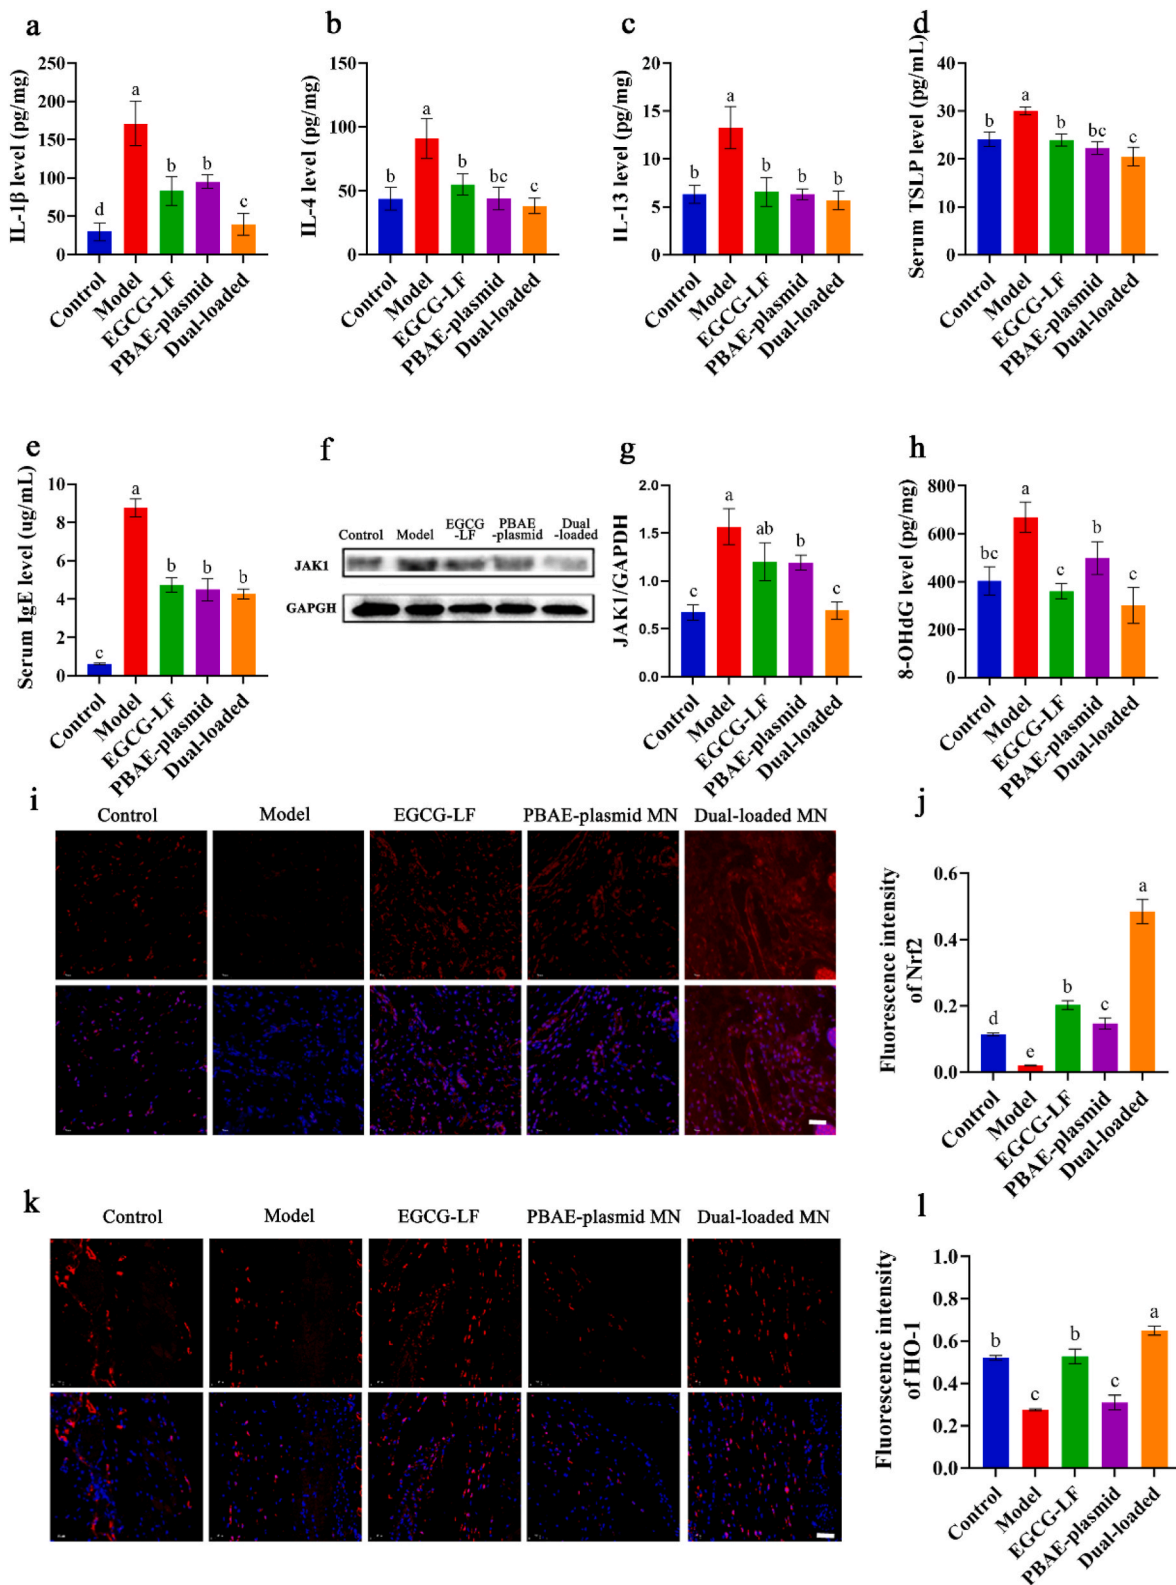 a
IL-1β level (pg/mg)
250
200
150
100
50
0
a
b
b
d
Control
Model
EGCG-LF
PBAE-plasmid
Dual-loaded
b
IL-4 level (pg/mg)
150
100
50
0
b
a
b
bc
c
Control
Model
EGCG-LF
PBAE-plasmid
Dual-loaded
c
IL-13 level (pg/mg)
20
15
10
5
0
b
a
b
b
b
Control
Model
EGCG-LF
PBAE-plasmid
Dual-loaded
d
Serum TSLP level (pg/mL)
40
30
20
10
0
b
a
b
bc
c
Control
Model
EGCG-LF
PBAE-plasmid
Dual-loaded
e
Serum IgE level (ug/mL)
10
8
6
4
2
0
c
a
b
b
b
Control
Model
EGCG-LF
PBAE-plasmid
Dual-loaded
f
Control
Model
EGCG
-LF
PBAE
-plasmid
Dual
-loaded
JAK1
GAPGH
g
JAK1/GAPDH
2.0
1.5
1.0
0.5
0.0
c
a
ab
b
c
Control
Model
EGCG-LF
PBAE-plasmid
Dual-loaded
h
8-OHdG level (pg/mg)
800
600
400
200
0
bc
a
c
b
c
Control
Model
EGCG-LF
PBAE-plasmid
Dual-loaded
i
Control
Model
EGCG-LF
PBAE-plasmid MN
Dual-loaded MN
j
Fluorescence intensity
of Nrf2
0.6
0.4
0.2
0.0
d
e
b
c
a
Control
Model
EGCG-LF
PBAE-plasmid
Dual-loaded
k
Control
Model
EGCG-LF
PBAE-plasmid MN
Dual-loaded MN
l
Fluorescence intensity
of HO-1
1.0
0.8
0.6
0.4
0.2
0.0
b
c
b
c
a
Control
Model
EGCG-LF
PBAE-plasmid
Dual-loaded